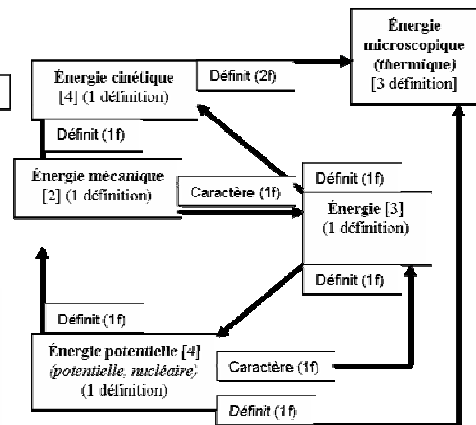 Énergie
microscopique
(thermique)
[3 définition]
Énergie cinétique
[4] (1 définition)
Définit (2f)
Définit (1f)
Énergie mécanique
[2] (1 définition)
Caractère (1f)
Définit (1f)
Énergie [3]
(1 définition)
Définit (1f)
Définit (1f)
Énergie potentielle [4]
(potentielle, nucléaire)
(1 définition)
Caractère (1f)
Définit (1f)